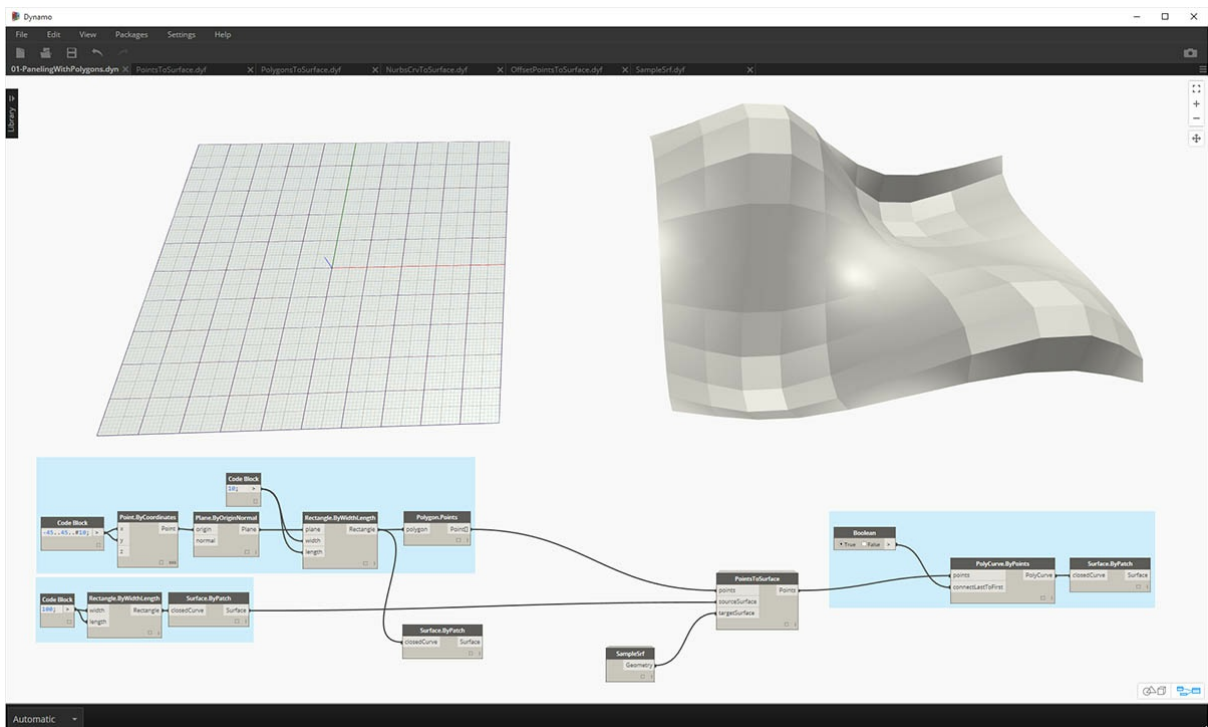 Dynamo
File Edit View Packages Settings Help
01-PanelingWithPolygons.dyn PointsToSurface.dyf PolygonsToSurface.dyf NurbsCrvToSurface.dyf OffsetPointsToSurface.dyf SampleSrf.dyf
Library
Code Block
10; >
Code Block
-45..45..#10; >
Point.ByCoordinates
x Point
y
z
Plane.ByOriginNormal
origin Plane
normal
Rectangle.ByWidthLength
plane Rectangle
width
length
Polygon.Points
polygon Point[]
Code Block
100; >
Rectangle.ByWidthLength
width Rectangle
length
Surface.ByPatch
closedCurve Surface
Surface.ByPatch
closedCurve Surface
SampleSrf
Geometry
PointsToSurface
points Points
sourceSurface
targetSurface
Boolean
True False >
PolyCurve.ByPoints
points PolyCurve
connectLastToFirst
Surface.ByPatch
closedCurve Surface
Automatic